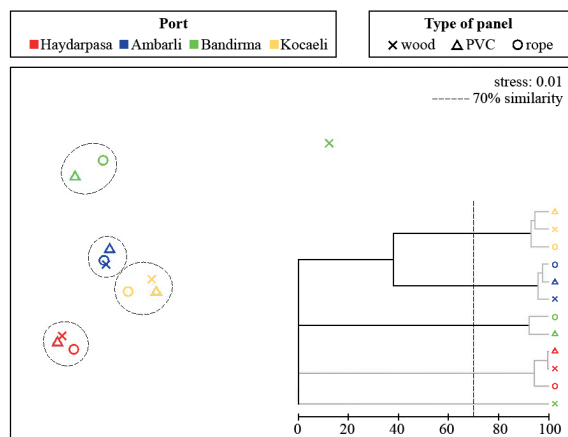 Port
Haydarpasa Ambarli Bandirma Kocaeli
Type of panel
wood PVC rope
stress: 0.01
70% similarity
0 20 40 60 80 100